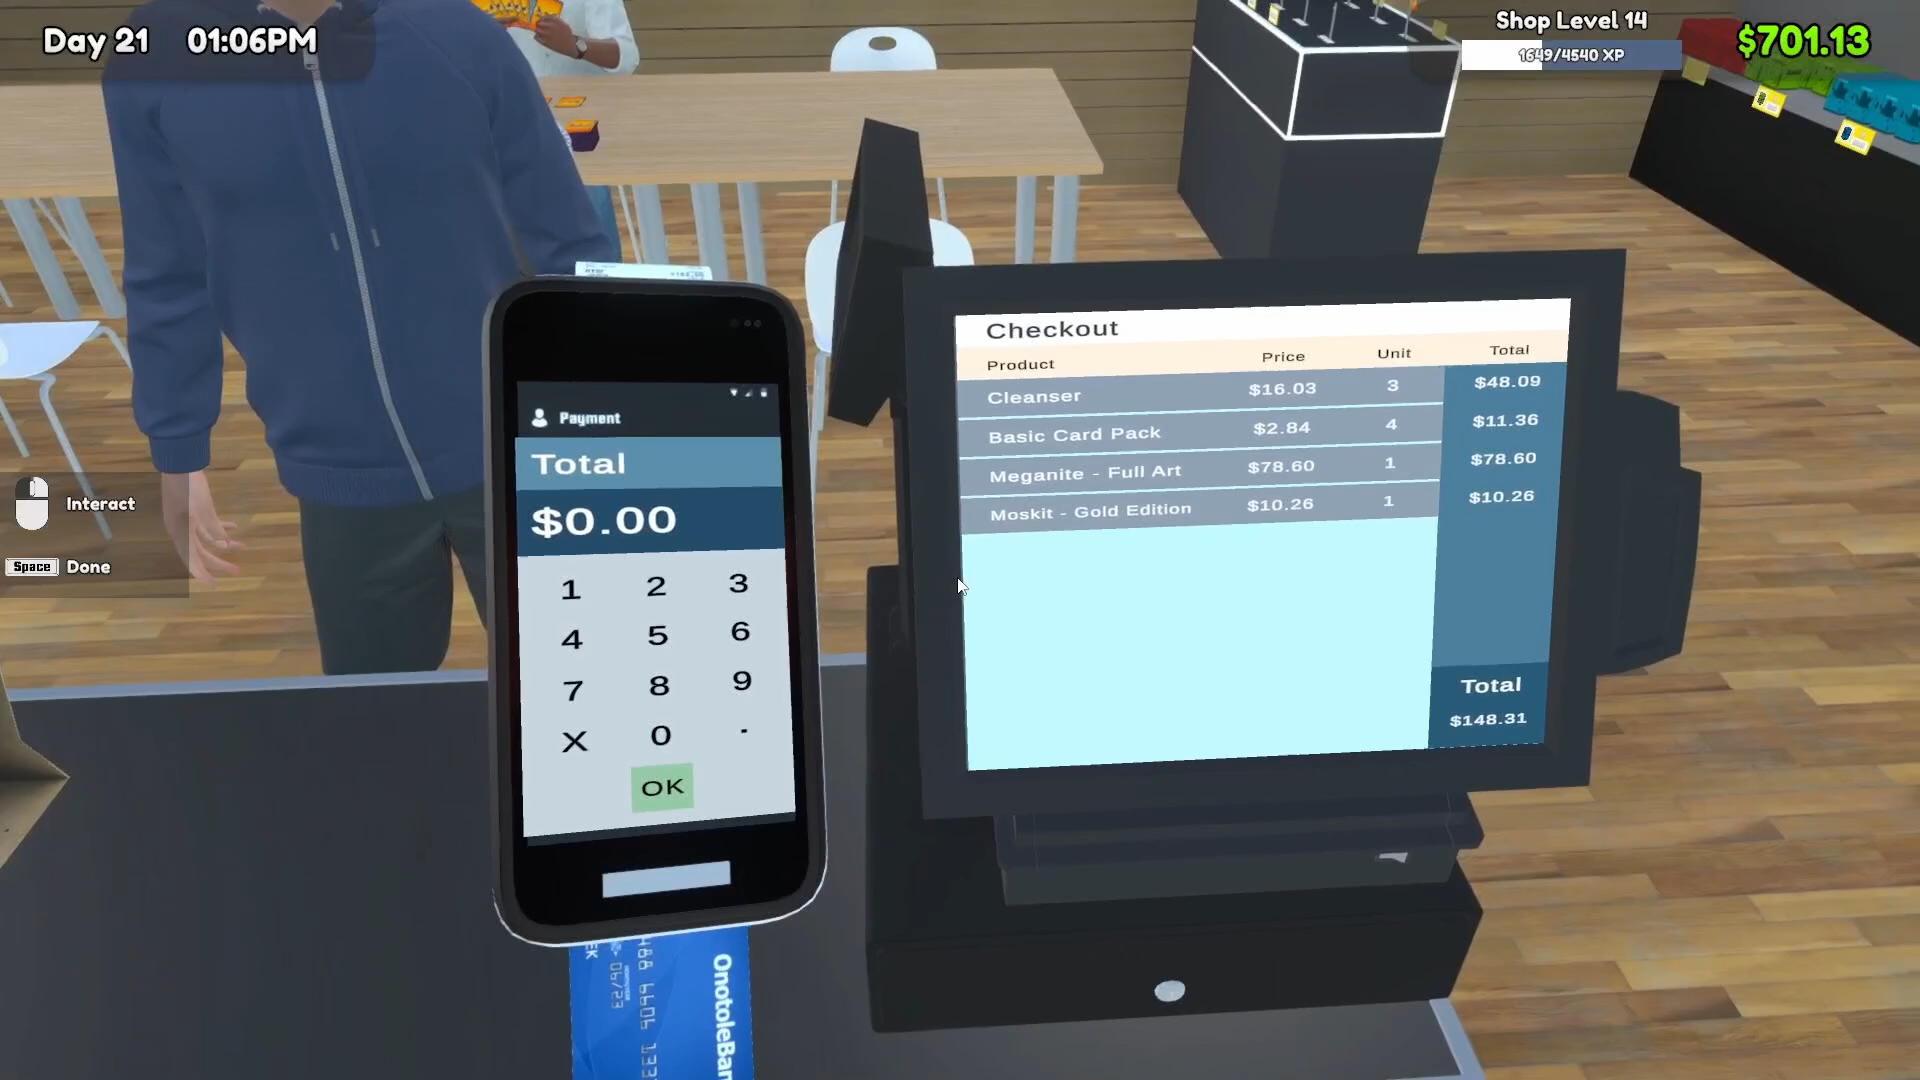 Day 21 01:06PM
Shop Level 14
1649/4540 XP
$701.13
Interact
Space Done
Payment
Total
$0.00
1 2 3
4 5 6
7 8 9
X 0 .
OK
OnotoleBan
Checkout
Product Price Unit Total
Cleanser $16.03 3 $48.09
Basic Card Pack $2.84 4 $11.36
Meganite - Full Art $78.60 1 $78.60
Moskit - Gold Edition $10.26 1 $10.26
Total
$148.31